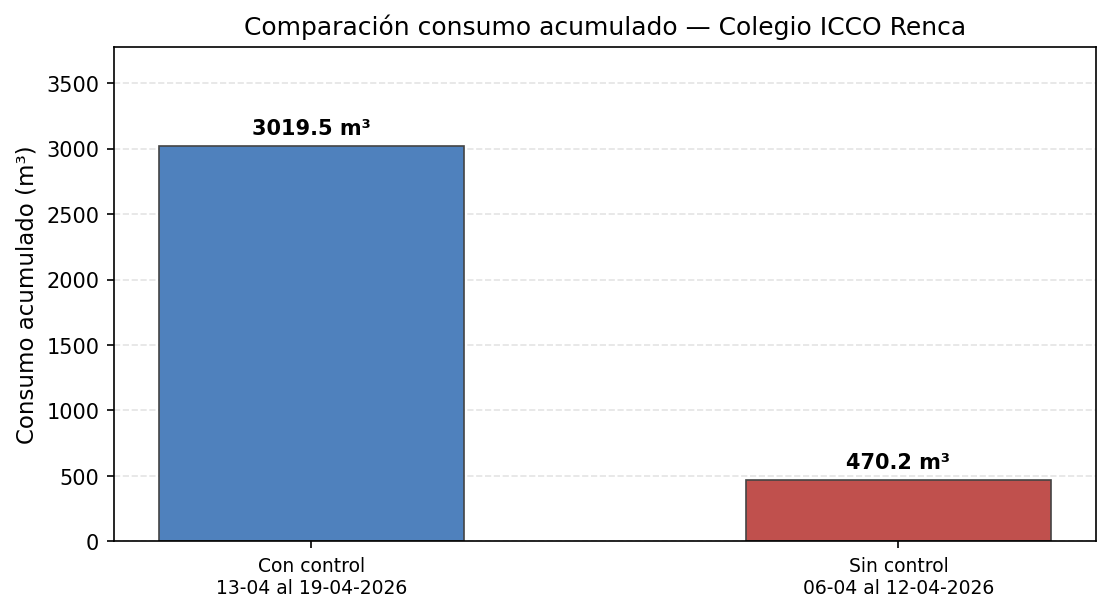 Comparación consumo acumulado — Colegio ICCO Renca
Consumo acumulado (m³)
3500
3000
2500
2000
1500
1000
500
0
3019.5 m³
470.2 m³
Con control
13-04 al 19-04-2026
Sin control
06-04 al 12-04-2026